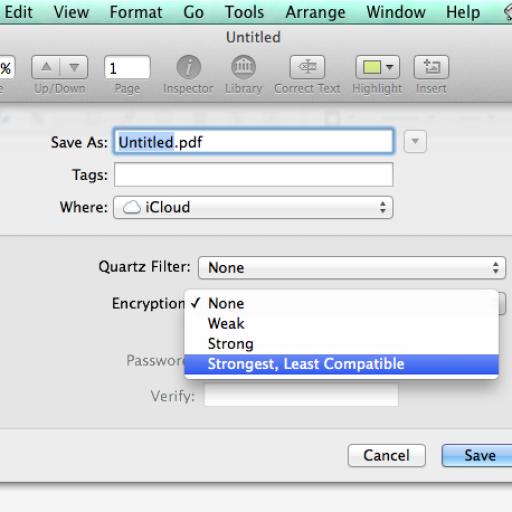 Edit View Format Go Tools Arrange Window Help
Untitled
% 1
Up/Down Page Inspector Library Correct Text Highlight Insert
Save As: Untitled.pdf
Tags:
Where: iCloud
Quartz Filter: None
Encryption ✓ None
Weak
Strong
Password
Strongest, Least Compatible
Verify:
Cancel Save